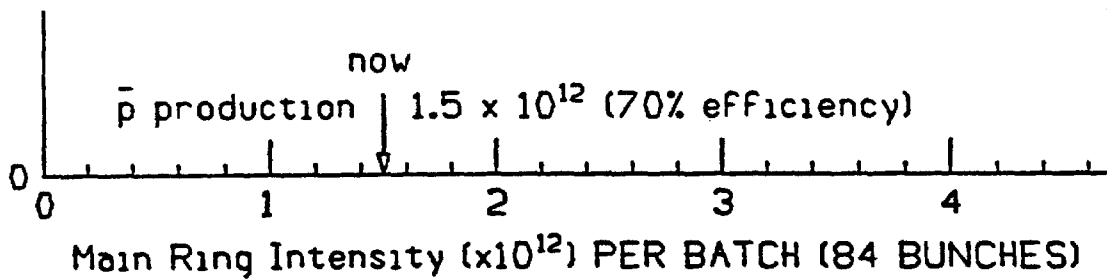 now
p̄ production 1.5 x 10¹² (70% efficiency)
0
0 1 2 3 4
Main Ring Intensity (x10¹²) PER BATCH (84 BUNCHES)